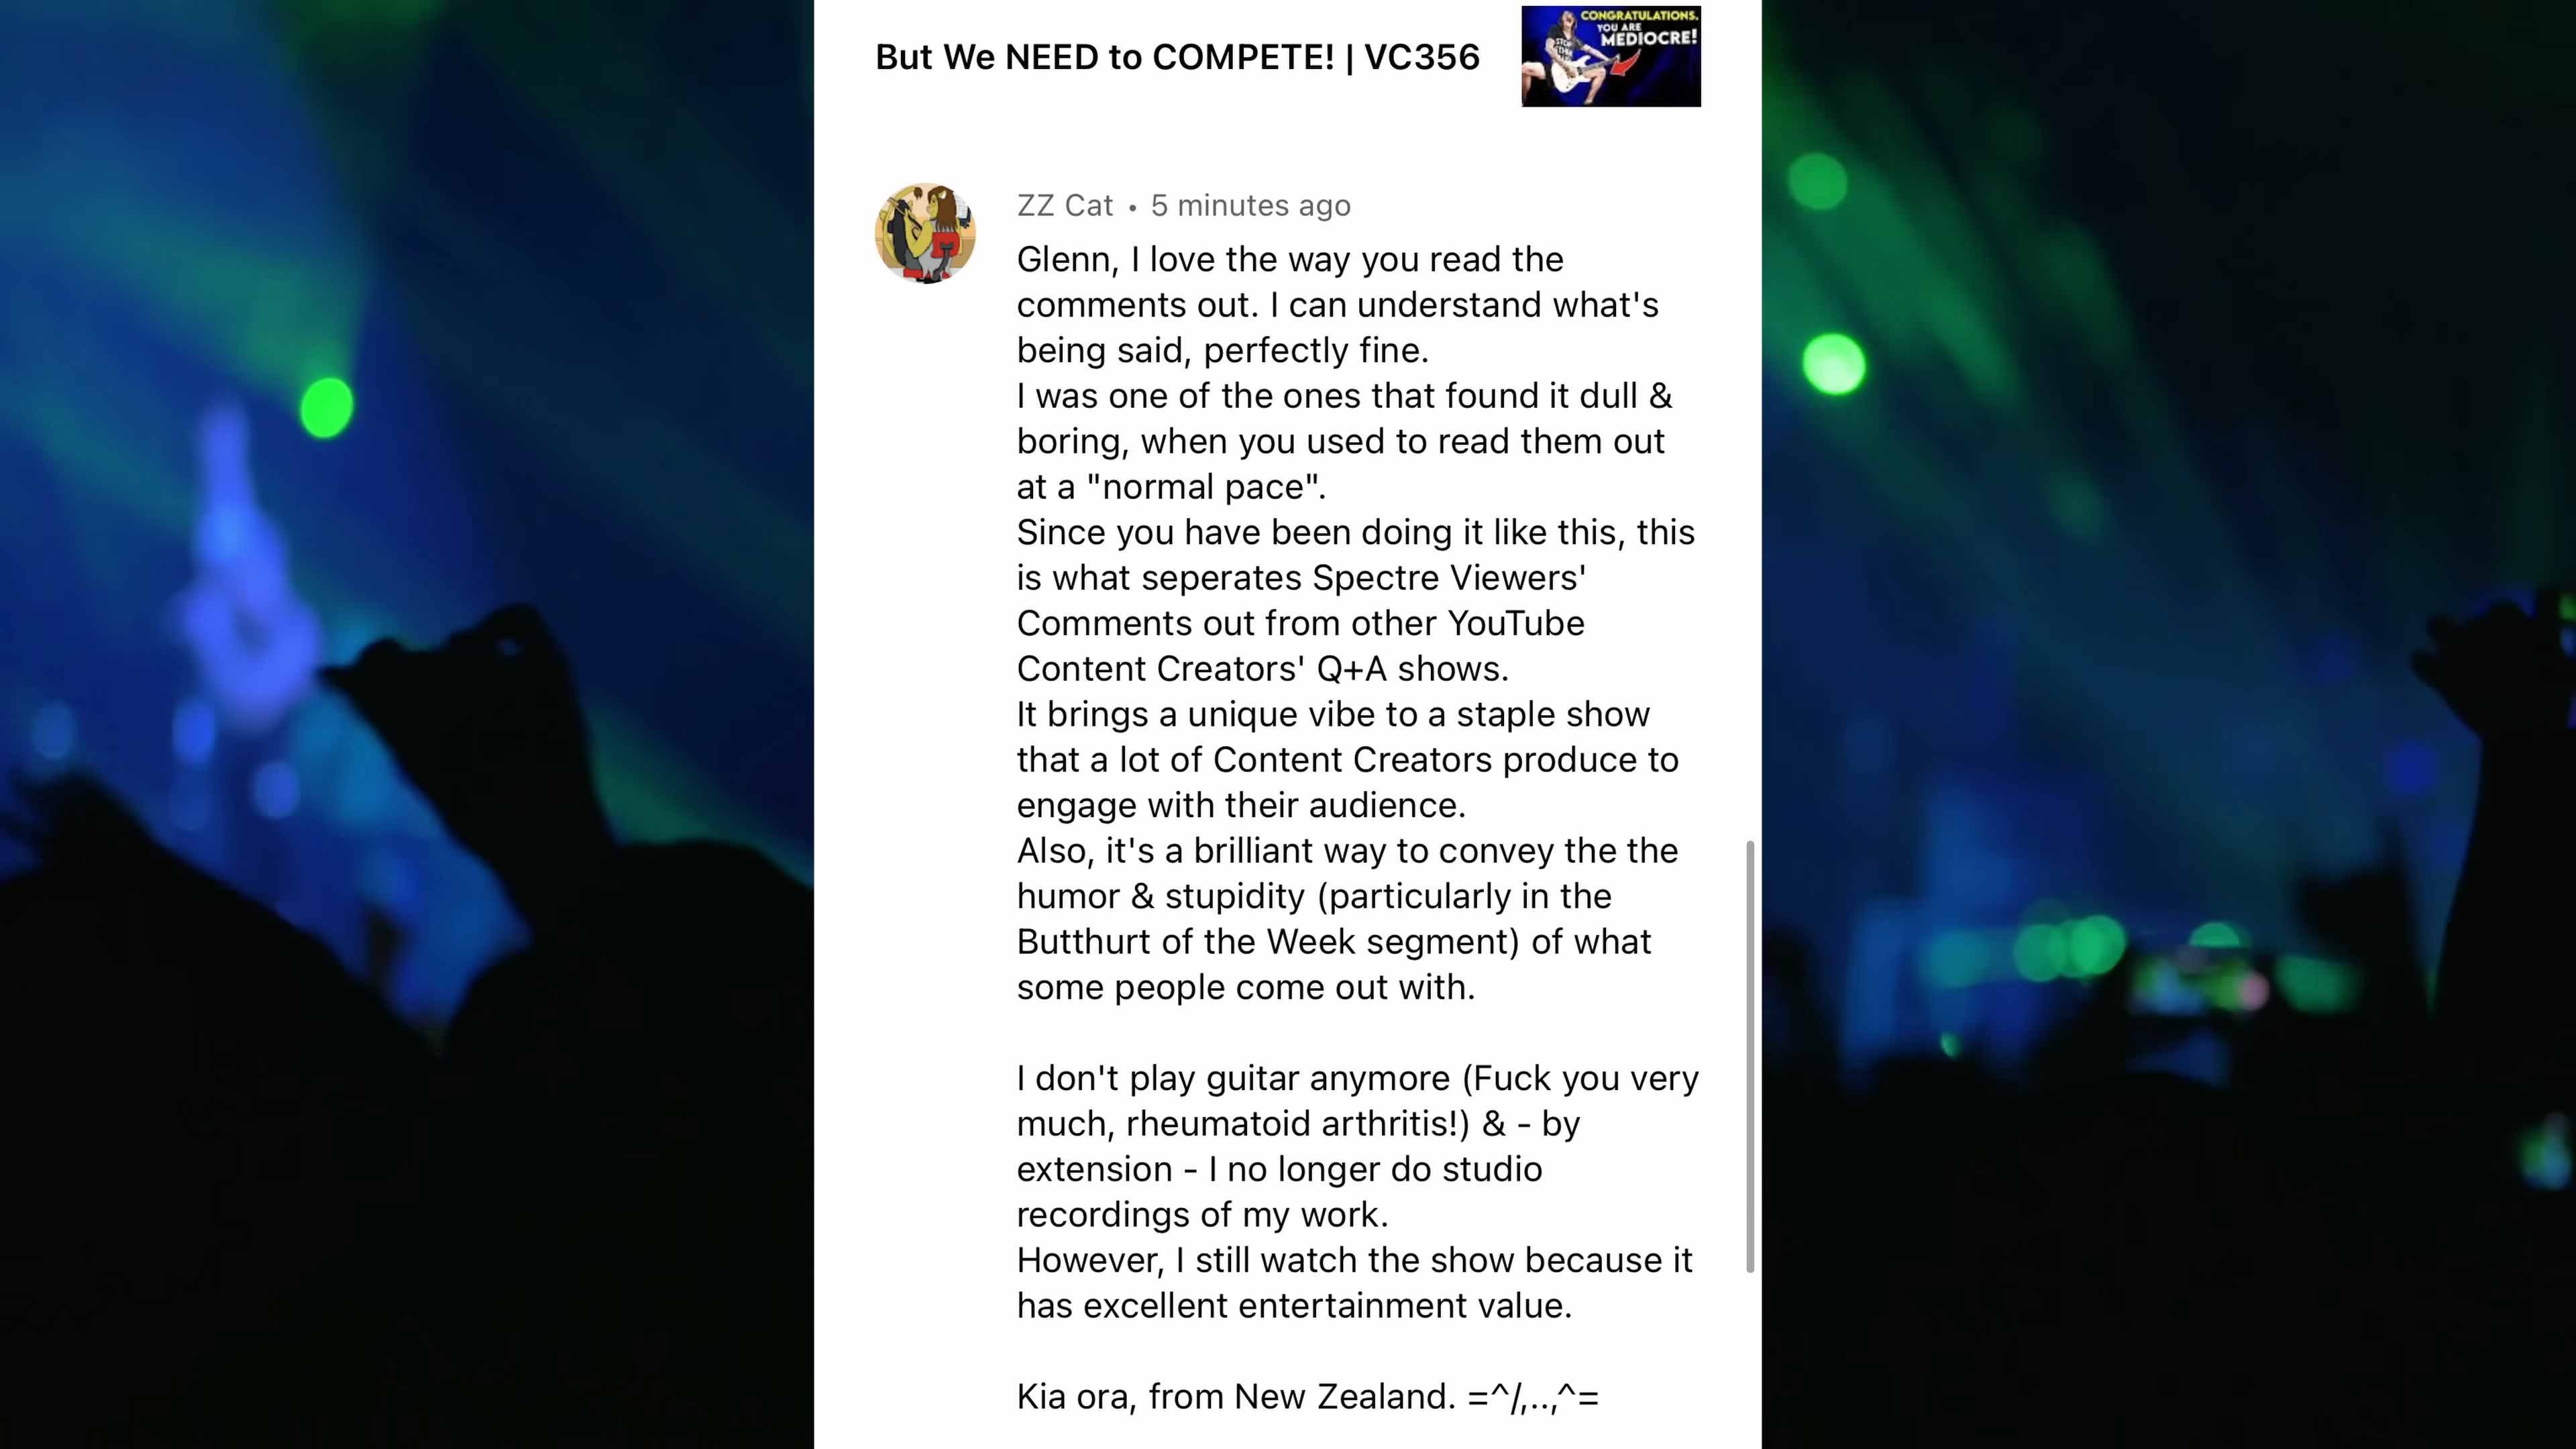 But We NEED to COMPETE! | VC356
CONGRATULATIONS.
YOU ARE
MEDIOCRE!
ZZ Cat • 5 minutes ago
Glenn, I love the way you read the
comments out. I can understand what's
being said, perfectly fine.
I was one of the ones that found it dull &
boring, when you used to read them out
at a "normal pace".
Since you have been doing it like this, this
is what seperates Spectre Viewers'
Comments out from other YouTube
Content Creators' Q+A shows.
It brings a unique vibe to a staple show
that a lot of Content Creators produce to
engage with their audience.
Also, it's a brilliant way to convey the the
humor & stupidity (particularly in the
Butthurt of the Week segment) of what
some people come out with.
I don't play guitar anymore (Fuck you very
much, rheumatoid arthritis!) & - by
extension - I no longer do studio
recordings of my work.
However, I still watch the show because it
has excellent entertainment value.
Kia ora, from New Zealand. =^/,..,^=